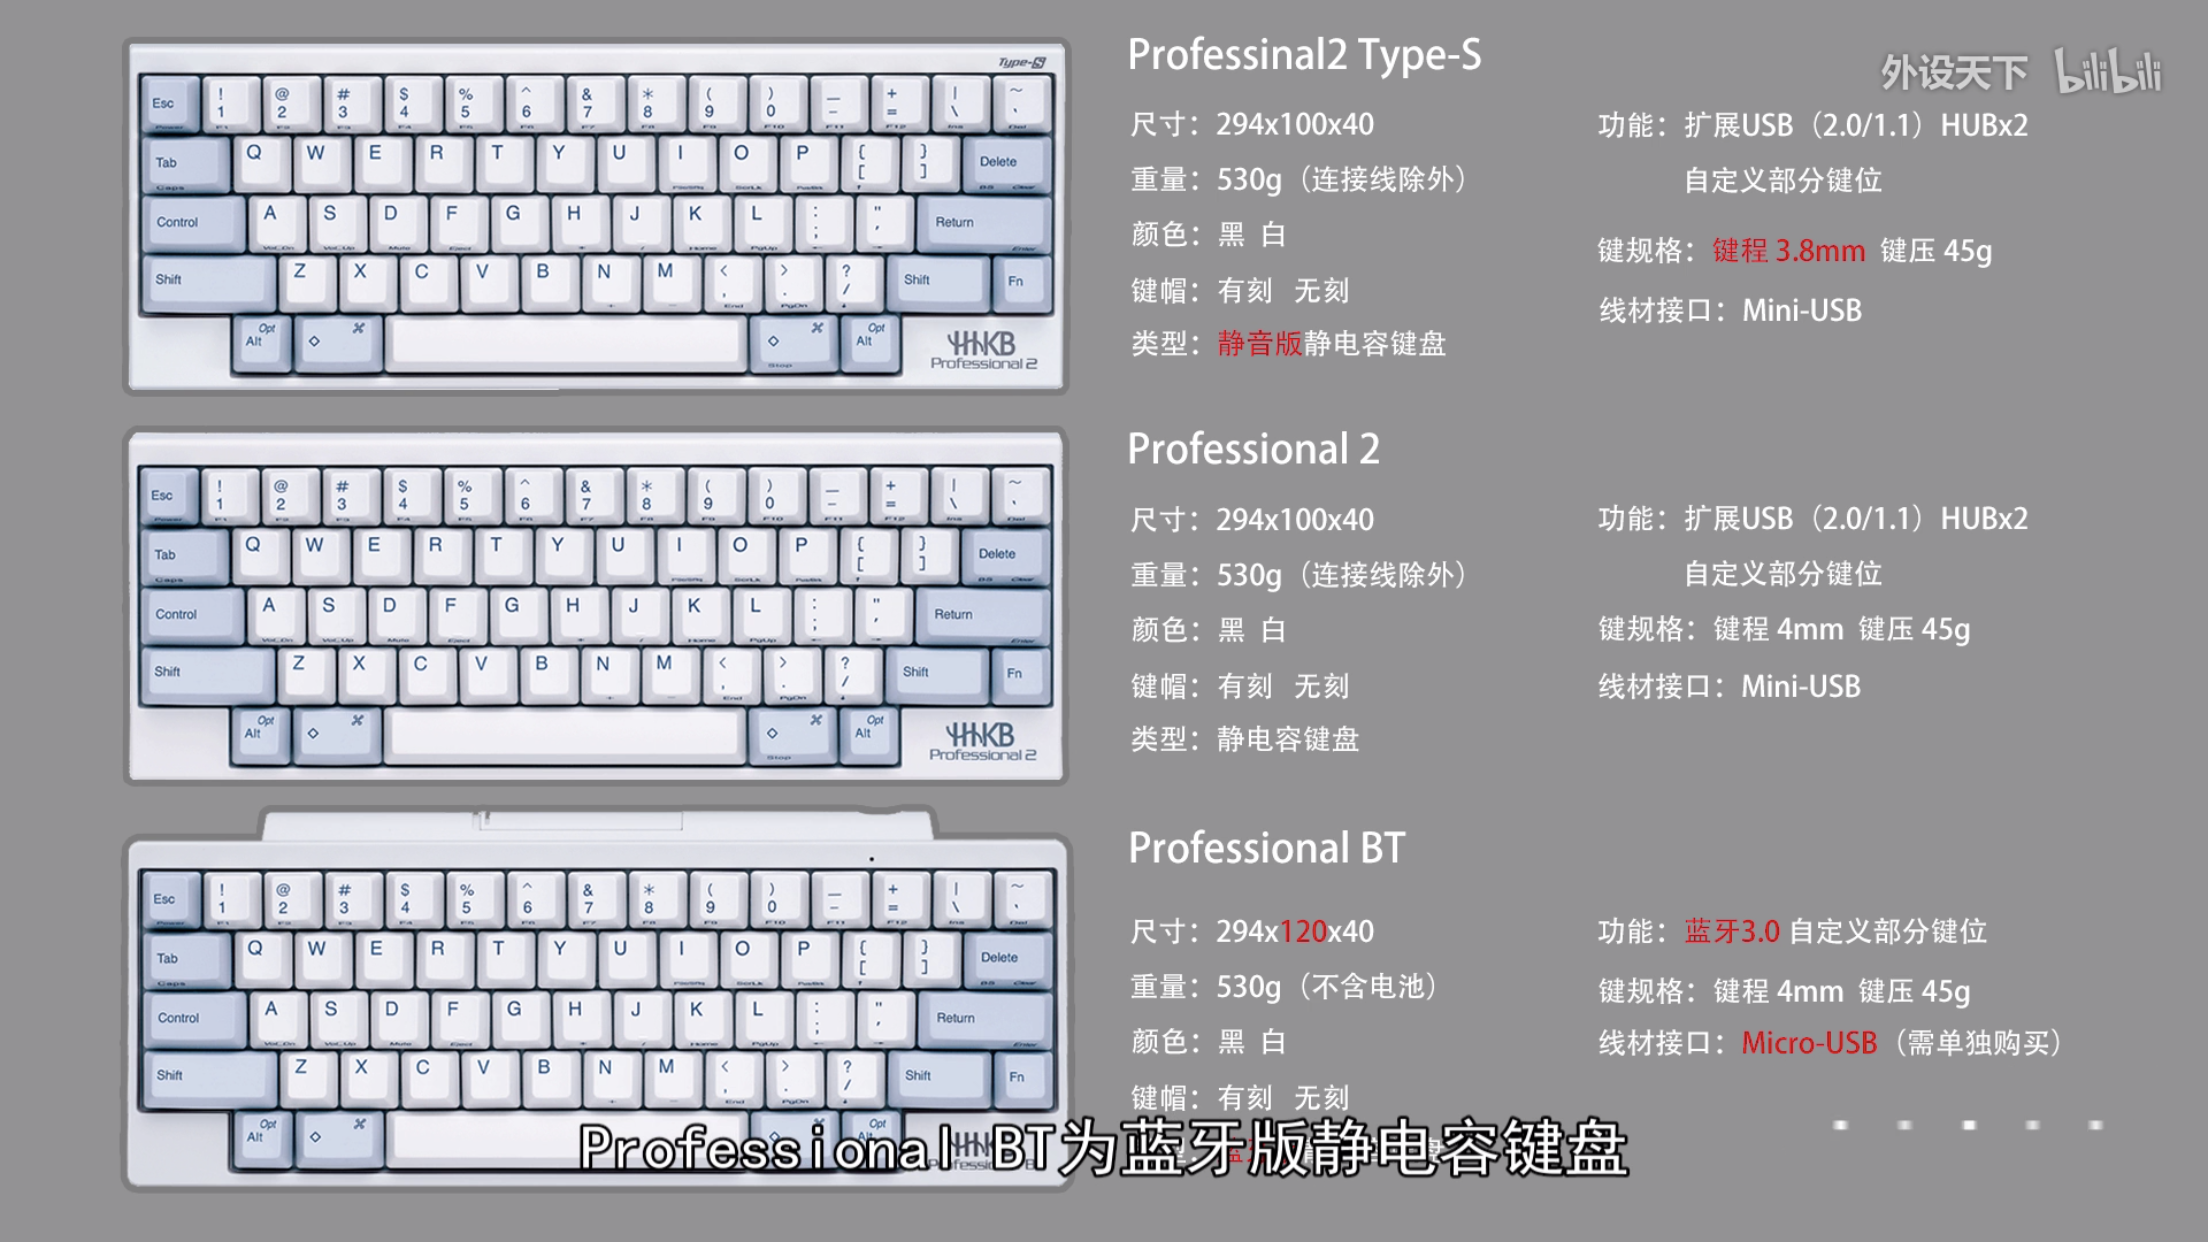 外设天下 bilibili
Professinal2 Type-S
尺寸：294x100x40
重量：530g（连接线除外）
颜色：黑 白
键帽：有刻 无刻
类型：静音版静电容键盘
功能：扩展USB（2.0/1.1）HUBx2
自定义部分键位
键规格：键程 3.8mm 键压 45g
线材接口：Mini-USB
Type-S
Esc ! 1 @ 2 # 3 $ 4 % 5 ^ 6 & 7 * 8 ( 9 ) 0 — - + = | \ ~ `
Tab Q W E R T Y U I O P { [ } ] Delete
Control A S D F G H J K L : ; " ' Return
Shift Z X C V B N M < , > . ? / Shift Fn
Opt Alt ◇ ⌘ ◇ ⌘ Stop Opt Alt
HHKB
Professional 2
Professional 2
尺寸：294x100x40
重量：530g（连接线除外）
颜色：黑 白
键帽：有刻 无刻
类型：静电容键盘
功能：扩展USB（2.0/1.1）HUBx2
自定义部分键位
键规格：键程 4mm 键压 45g
线材接口：Mini-USB
Esc ! 1 @ 2 # 3 $ 4 % 5 ^ 6 & 7 * 8 ( 9 ) 0 — - + = | \ ~ `
Tab Q W E R T Y U I O P { [ } ] Delete
Control A S D F G H J K L : ; " ' Return
Shift Z X C V B N M < , > . ? / Shift Fn
Opt Alt ◇ ⌘ ◇ ⌘ Stop Opt Alt
HHKB
Professional 2
Professional BT
尺寸：294x120x40
重量：530g（不含电池）
颜色：黑 白
键帽：有刻 无刻
功能：蓝牙3.0 自定义部分键位
键规格：键程 4mm 键压 45g
线材接口：Micro-USB（需单独购买）
Esc ! 1 @ 2 # 3 $ 4 % 5 ^ 6 & 7 * 8 ( 9 ) 0 — - + = | \ ~ `
Tab Q W E R T Y U I O P { [ } ] Delete
Control A S D F G H J K L : ; " ' Return
Shift Z X C V B N M < , > . ? / Shift Fn
Opt Alt ◇ ⌘ Opt
Professional BT为蓝牙版静电容键盘